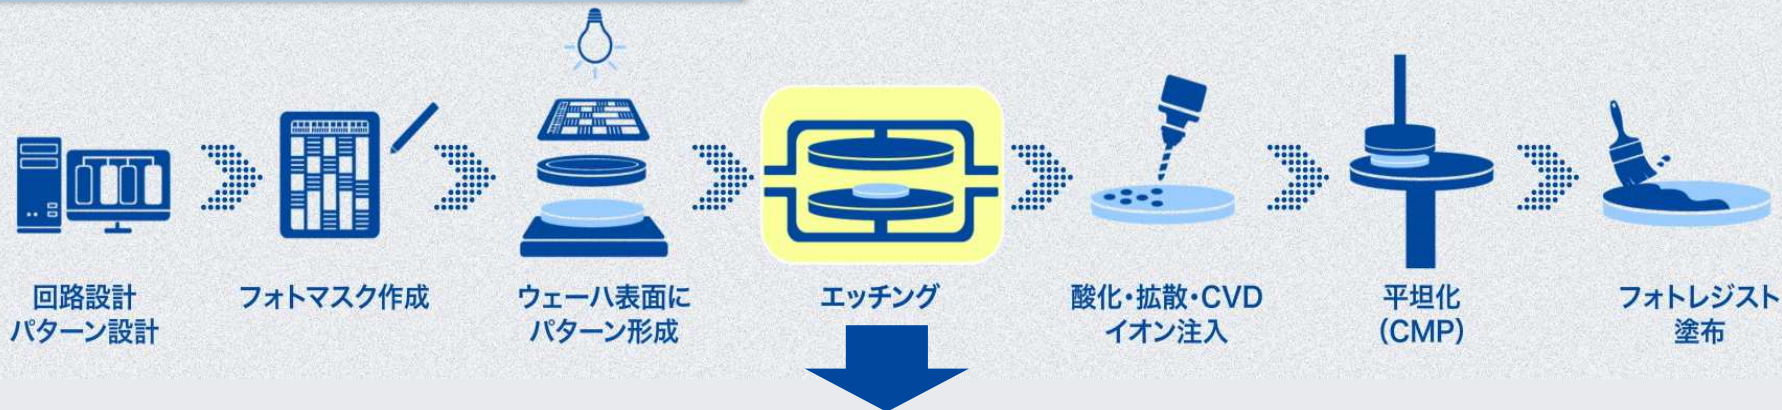 回路設計
パターン設計
フォトマスク作成
ウェーハ表面に
パターン形成
エッチング
酸化・拡散・CVD
イオン注入
平坦化
(CMP)
フォトレジスト
塗布